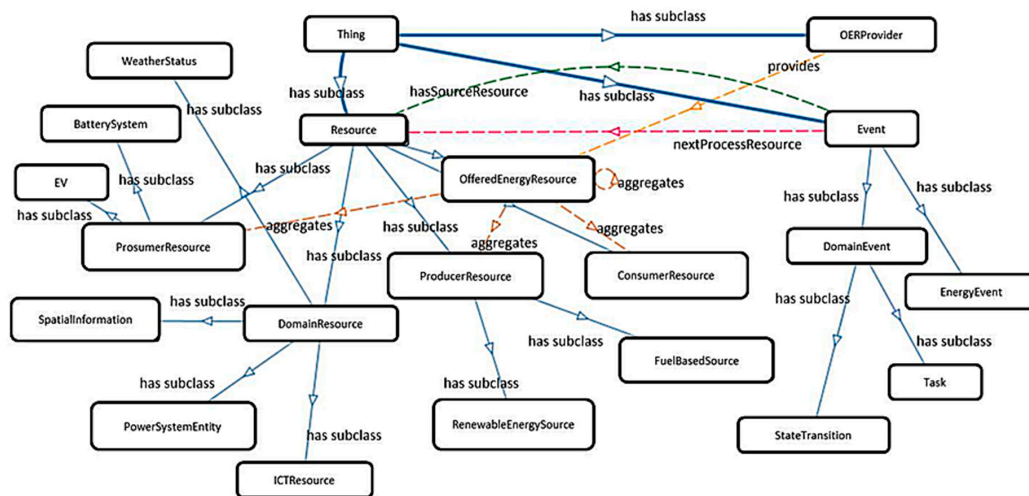 has subclass
Thing
OERProvider
WeatherStatus
provides
has subclass
hasSourceResource
has subclass
has subclass
BatterySystem
Resource
Event
nextProcessResource
has subclass
EV
has subclass
OfferedEnergyResource
aggregates
has subclass
has subclass
has subclass
has subclass
aggregates
has subclass
aggregates
aggregates
ProsumerResource
has subclass
DomainEvent
ProducerResource
ConsumerResource
EnergyEvent
has subclass
has subclass
SpatialInformation
DomainResource
has subclass
has subclass
FuelBasedSource
has subclass
has subclass
Task
PowerSystemEntity
RenewableEnergySource
has subclass
StateTransition
ICTResource